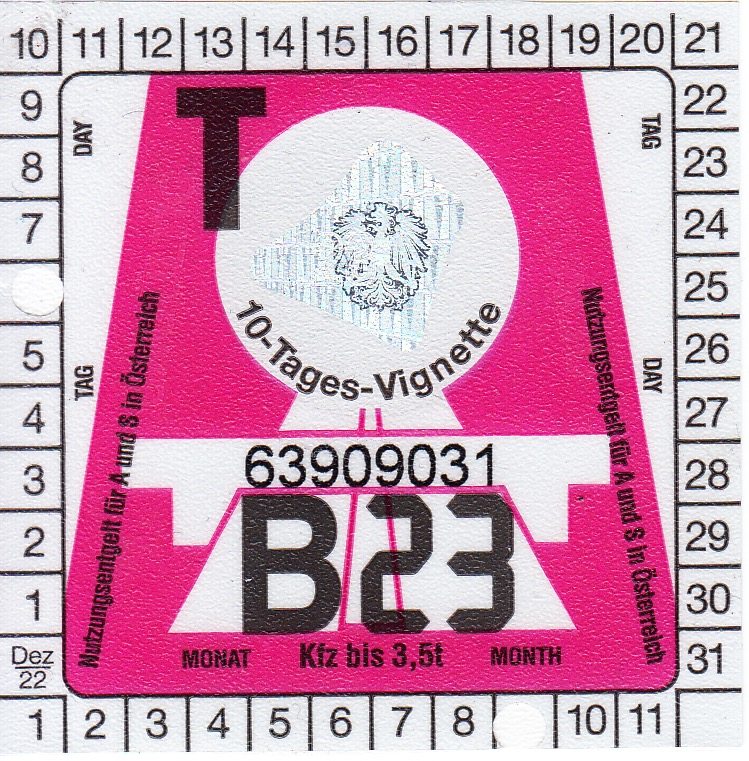 10 11 12 13 14 15 16 17 18 19 20 21
9
8
7
5
4
3
2
1
Dez
22
22
23
24
25
26
27
28
29
30
31
1 2 3 4 5 6 7 8 10 11
DAY
TAG
TAG
DAY
T
10-Tages-Vignette
Nutzungsentgelt für A und S in Österreich
Nutzungsentgelt für A und S in Österreich
63909031
B23
MONAT Kfz bis 3,5t MONTH